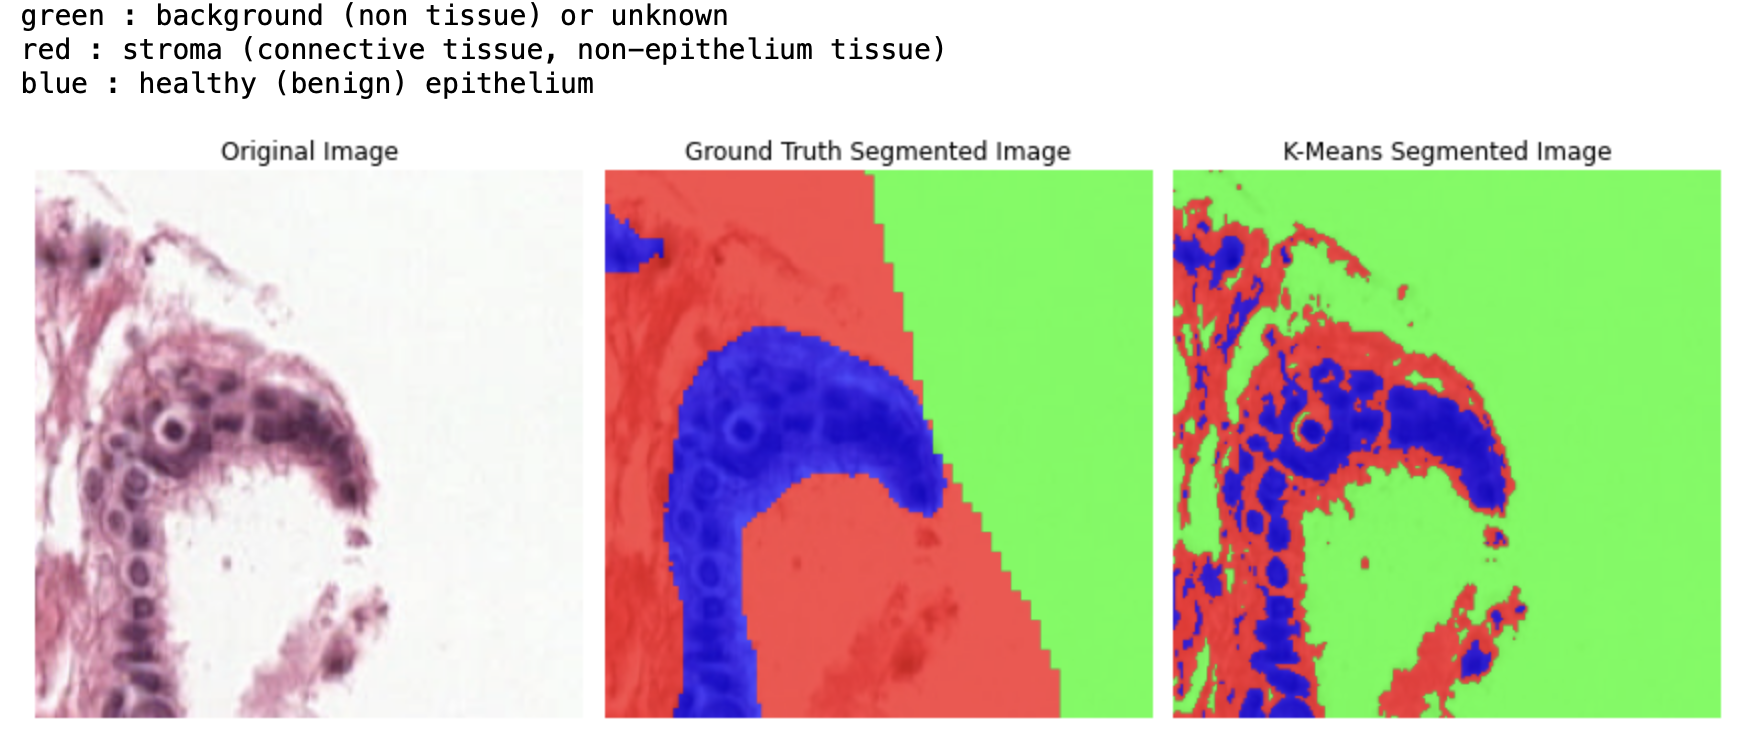 green : background (non tissue) or unknown
red : stroma (connective tissue, non-epithelium tissue)
blue : healthy (benign) epithelium
Original Image
Ground Truth Segmented Image
K-Means Segmented Image